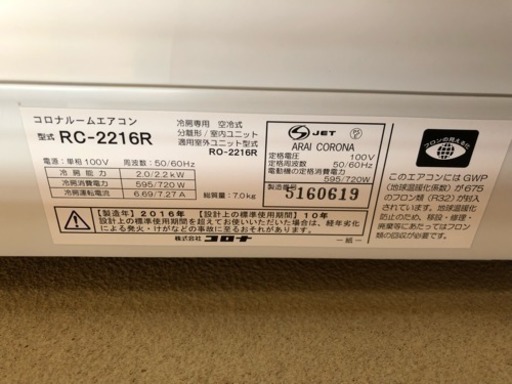 コロナルームエアコン
型式 RC-2216R
冷房専用 空冷式
分離形/室内ユニット
適用室外ユニット型式
RO-2216R
電源:単相100V 周波数:50/60Hz
冷房能力 2.0/2.2kW
冷房消費電力 595/720W
冷房運転電流 6.69/7.27A
総質量:7.0kg
【製造年】2016年 【設計上の標準使用期間】10年
設計上の標準使用期間を超えてお使いいただいた場合は、経年劣化
による発火・けがなどの事故に至るおそれがあります。
株式会社 コロナ
JET
ARAI CORONA
定格電圧 100V
定格周波数 50/60Hz
電動機の定格消費電力
595/720W
製造番号
5160619
フロンの見える化
このエアコンには GWP
(地球温暖化係数) が 675
のフロン類 (R32) が封入
されています。地球温暖化
防止のため、移設・修理・
廃棄等にあたってはフロン
類の回収が必要です。